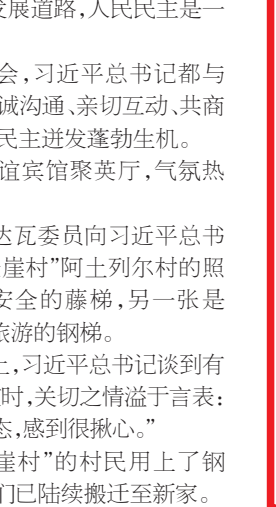 发展道路,人民民主是一
会,习近平总书记都与
诚沟通、亲切互动、共商
民主迸发蓬勃生机。
谊宾馆聚英厅,气氛热
达瓦委员向习近平总书
崖村”阿土列尔村的照
安全的藤梯,另一张是
旅游的钢梯。
上,习近平总书记谈到有
时,关切之情溢于言表:
态,感到很揪心。”
崖村”的村民用上了钢
们已陆续搬迁至新家。